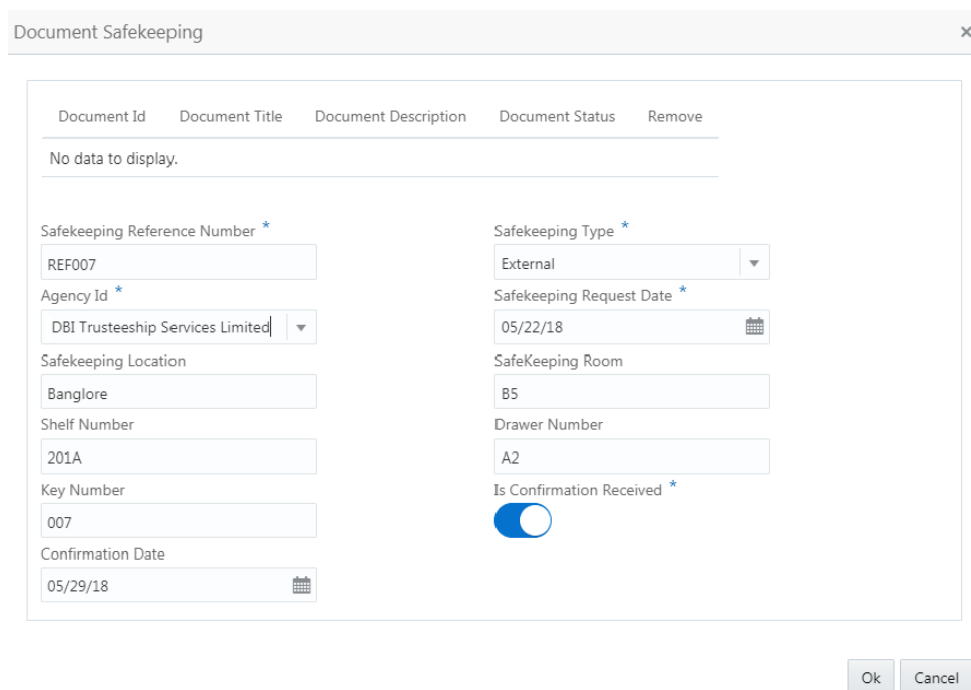 Document Safekeeping ×
Document Id Document Title Document Description Document Status Remove
No data to display.
Safekeeping Reference Number * Safekeeping Type *
REF007 External
Agency Id * Safekeeping Request Date *
DBI Trusteeship Services Limited 05/22/18
Safekeeping Location SafeKeeping Room
Banglore B5
Shelf Number Drawer Number
201A A2
Key Number Is Confirmation Received *
007
Confirmation Date
05/29/18
Ok Cancel